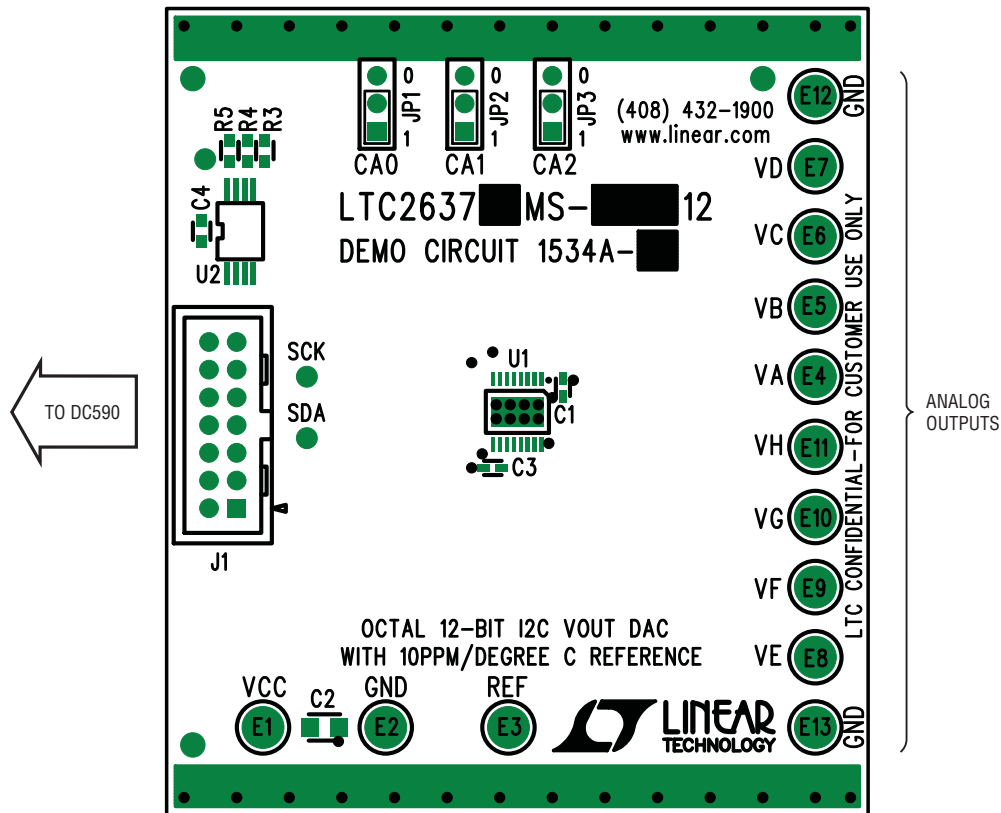 R5
R4
R3
C4
U2
0
JP1
1
CA0
0
JP2
1
CA1
0
JP3
1
CA2
(408) 432-1900
www.linear.com
LTC2637 MS- 12
DEMO CIRCUIT 1534A-
E12 GND
VD E7
VC E6
VB E5
VA E4
VH E11
VG E10
VF E9
VE E8
E13 GND
LTC CONFIDENTIAL-FOR CUSTOMER USE ONLY
ANALOG
OUTPUTS
TO DC590
SCK
SDA
J1
U1
C1
C3
OCTAL 12-BIT I2C VOUT DAC
WITH 10PPM/DEGREE C REFERENCE
VCC
E1
C2
GND
E2
REF
E3
LINEAR
TECHNOLOGY